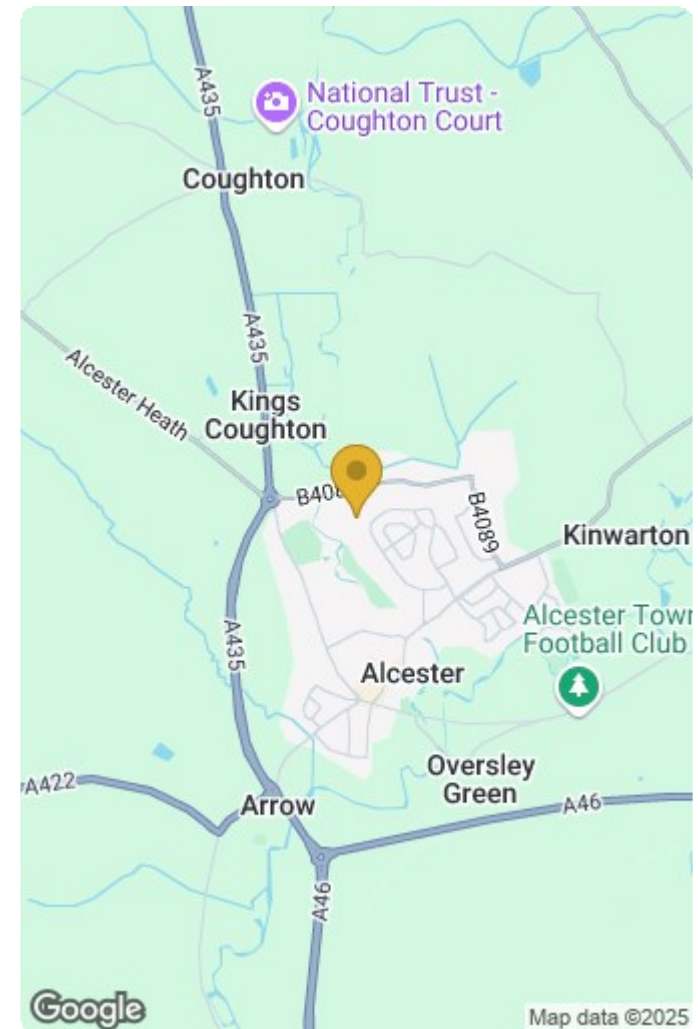 A435
National Trust -
Coughton Court
Coughton
A435
Alcester Heath
Kings
Coughton
B4089
Kinwarton
A435
Alcester Town
Football Club
Alcester
Oversley
Green
A422
Arrow
A46
A46
Google
Map data ©2025